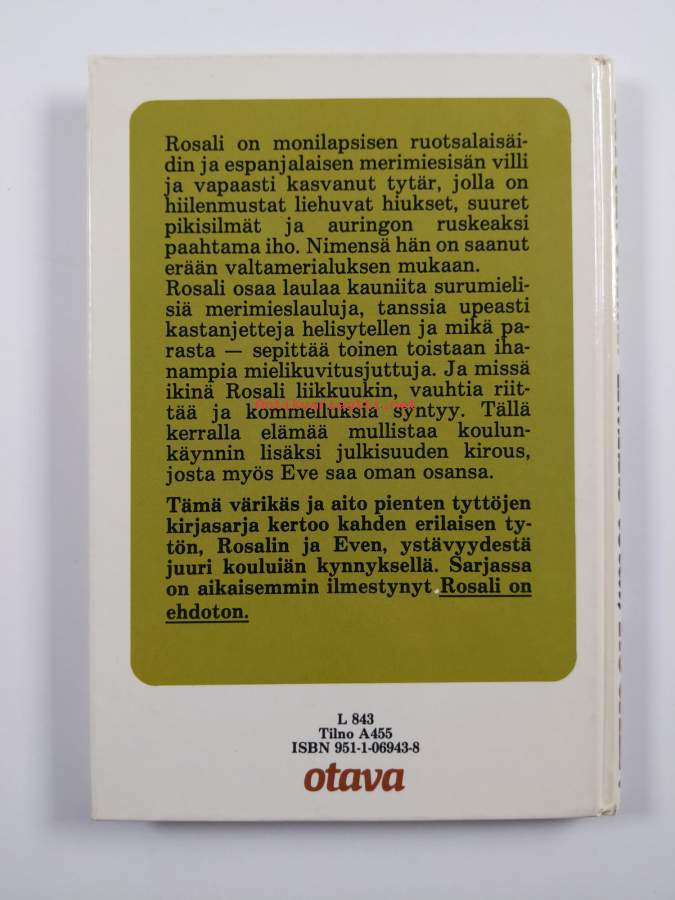 Rosali on monilapsisen ruotsalaisäi-
din ja espanjalaisen merimiesisän villi
ja vapaasti kasvanut tytär, jolla on
hiilenmustat liehuvat hiukset, suuret
pikisilmät ja auringon ruskeaksi
paahtama iho. Nimensä hän on saanut
erään valtamerialuksen mukaan.
Rosali osaa laulaa kauniita surumieli-
siä merimieslauluja, tanssia upeasti
kastanjetteja helisytellen ja mikä pa-
rasta — sepittää toinen toistaan iha-
nampia mielikuvitusjuttuja. Ja missä
ikinä Rosali liikkuukin, vauhtia riit-
tää ja kommelluksia syntyy. Tällä
kerralla elämää mullistaa koulun-
käynnin lisäksi julkisuuden kirous,
josta myös Eve saa oman osansa.
Tämä värikäs ja aito pienten tyttöjen
kirjasarja kertoo kahden erilaisen ty-
tön, Rosalin ja Even, ystävyydestä
juuri kouluiän kynnyksellä. Sarjassa
on aikaisemmin ilmestynyt Rosali on
ehdoton.
L 843
Tilno A455
ISBN 951-1-06943-8
otava